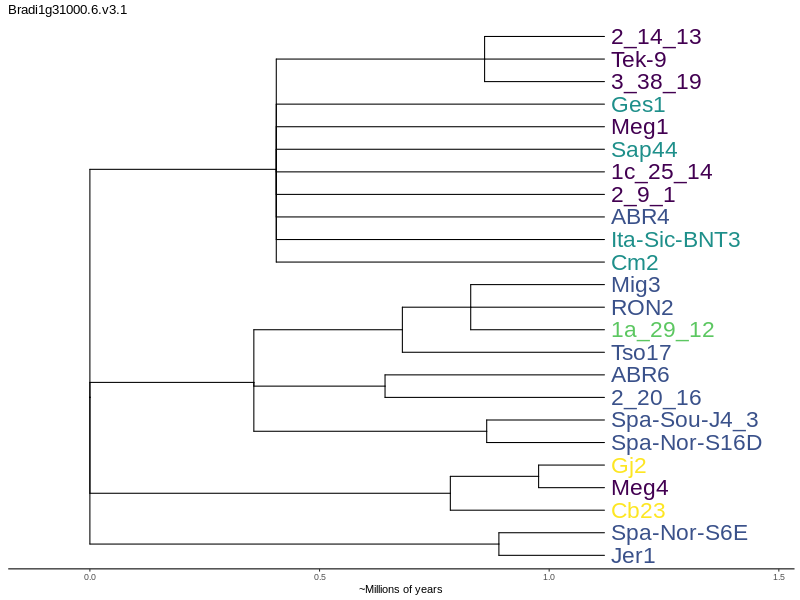 Bradi1g31000.6.v3.1
2_14_13
Tek-9
3_38_19
Ges1
Meg1
Sap44
1c_25_14
2_9_1
ABR4
Ita-Sic-BNT3
Cm2
Mig3
RON2
1a_29_12
Tso17
ABR6
2_20_16
Spa-Sou-J4_3
Spa-Nor-S16D
Gj2
Meg4
Cb23
Spa-Nor-S6E
Jer1
0.0 0.5 1.0 1.5
~Millions of years